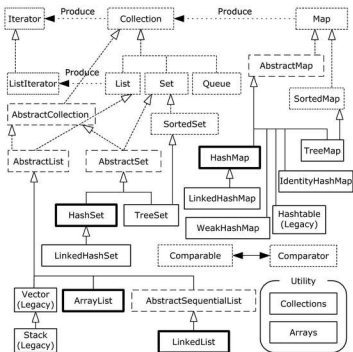 Iterator
Produce
Collection
Produce
Map
ListIterator
Produce
List
Set
Queue
AbstractMap
AbstractCollection
SortedSet
SortedMap
AbstractList
AbstractSet
HashMap
TreeMap
LinkedHashMap
IdentityHashMap
HashSet
TreeSet
WeakHashMap
Hashtable
(Legacy)
LinkedHashSet
Comparable
Comparator
Vector
(Legacy)
ArrayList
AbstractSequentialList
Utility
Collections
Stack
(Legacy)
LinkedList
Arrays